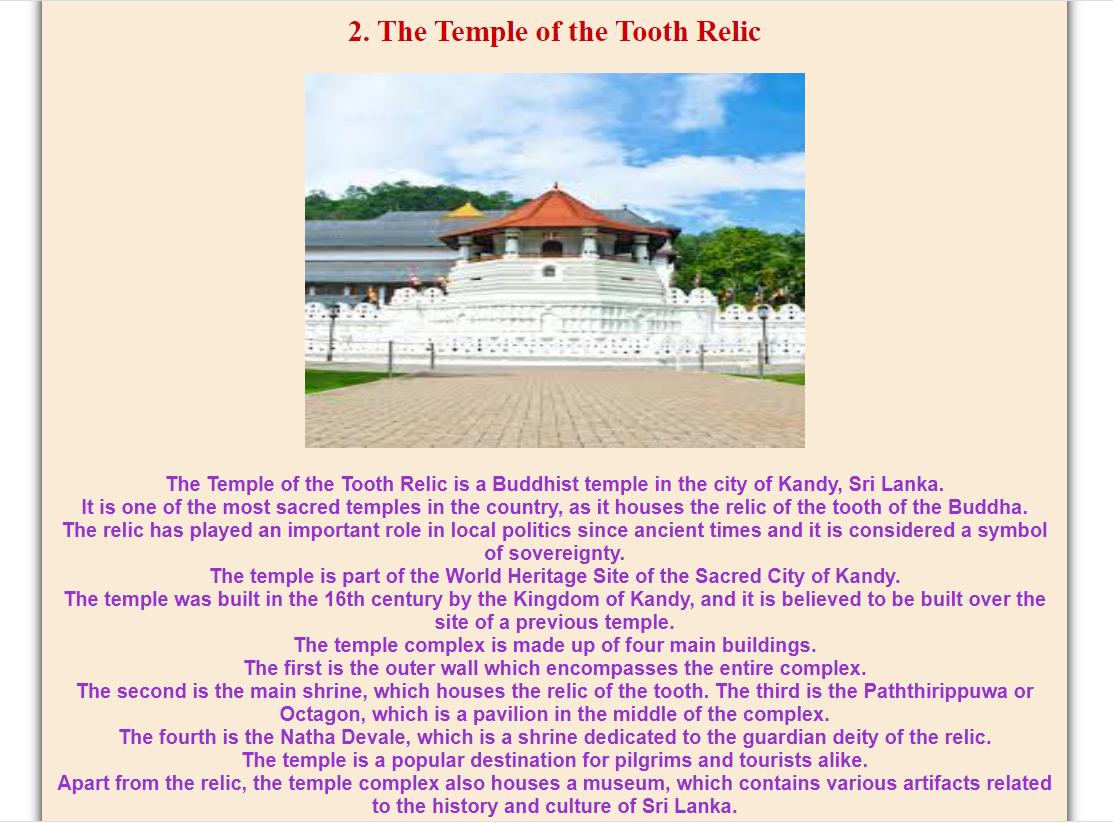 2. The Temple of the Tooth Relic
The Temple of the Tooth Relic is a Buddhist temple in the city of Kandy, Sri Lanka.
It is one of the most sacred temples in the country, as it houses the relic of the tooth of the Buddha.
The relic has played an important role in local politics since ancient times and it is considered a symbol
of sovereignty.
The temple is part of the World Heritage Site of the Sacred City of Kandy.
The temple was built in the 16th century by the Kingdom of Kandy, and it is believed to be built over the
site of a previous temple.
The temple complex is made up of four main buildings.
The first is the outer wall which encompasses the entire complex.
The second is the main shrine, which houses the relic of the tooth. The third is the Paththirippuwa or
Octagon, which is a pavilion in the middle of the complex.
The fourth is the Natha Devale, which is a shrine dedicated to the guardian deity of the relic.
The temple is a popular destination for pilgrims and tourists alike.
Apart from the relic, the temple complex also houses a museum, which contains various artifacts related
to the history and culture of Sri Lanka.